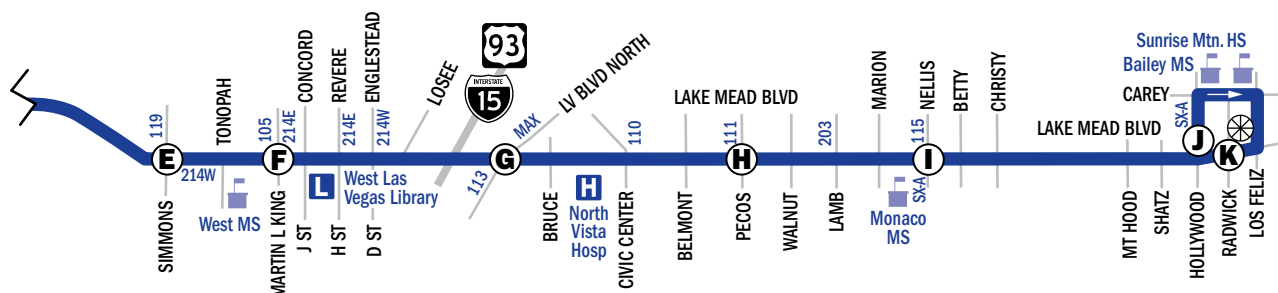 93
INTERSTATE
15
Sunrise Mtn. HS
Bailey MS
CAREY
SX-A
119
TONOPAH
105
214E
CONCORD
REVERE
214E
ENGLESTEAD
214W
LOSEE
MAX
LV BLVD NORTH
110
LAKE MEAD BLVD
111
203
MARION
115
NELLIS
BETTY
CHRISTY
LAKE MEAD BLVD
E
F
G
H
I
J
K
214W
West MS
L
West Las
Vegas Library
113
H
North
Vista
Hosp
SX-A
Monaco
MS
SIMMONS
MARTIN L KING
J ST
H ST
D ST
BRUCE
CIVIC CENTER
BELMONT
PECOS
WALNUT
LAMB
MT HOOD
SHATZ
HOLLYWOOD
RADWICK
LOS FELIZ